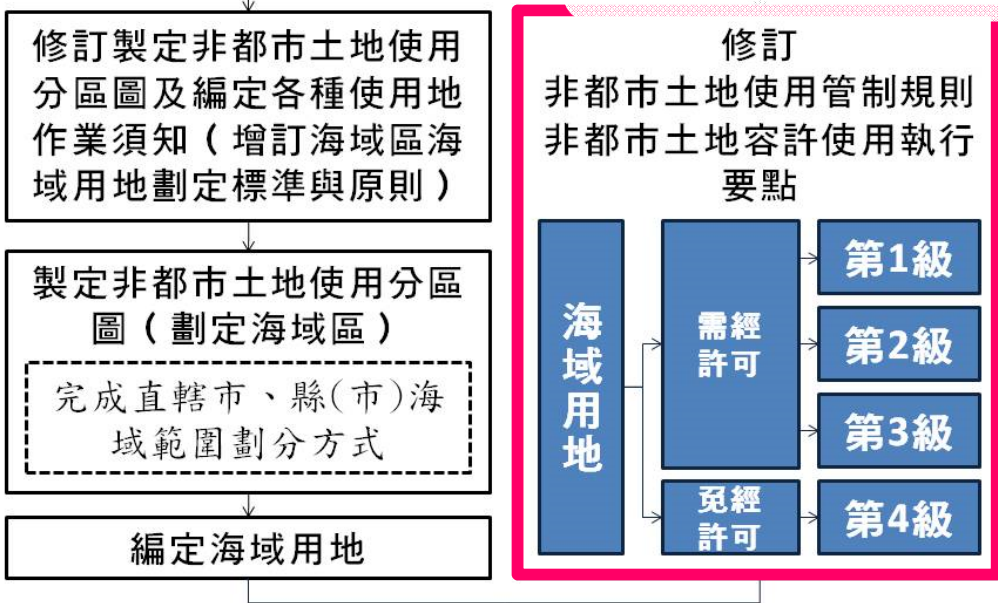 修訂製定非都市土地使用
分區圖及編定各種使用地
作業須知(增訂海域區海
域用地劃定標準與原則)
製定非都市土地使用分區
圖(劃定海域區)
完成直轄市、縣(市)海
域範圍劃分方式
編定海域用地
修訂
非都市土地使用管制規則
非都市土地容許使用執行
要點
海域用地
需經
許可
第1級
第2級
第3級
免經
許可
第4級